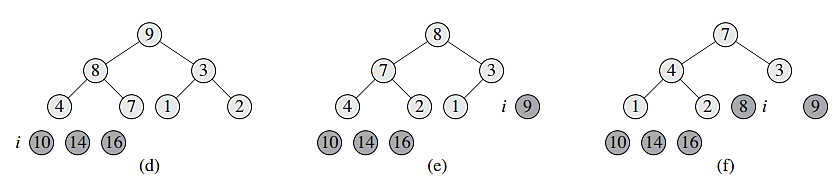 9 8 7
8 3 7 3 4 3
4 7 1 2 4 2 1 i 9 1 2 8 i 9
i 10 14 16 10 14 16 10 14 16
(d) (e) (f)